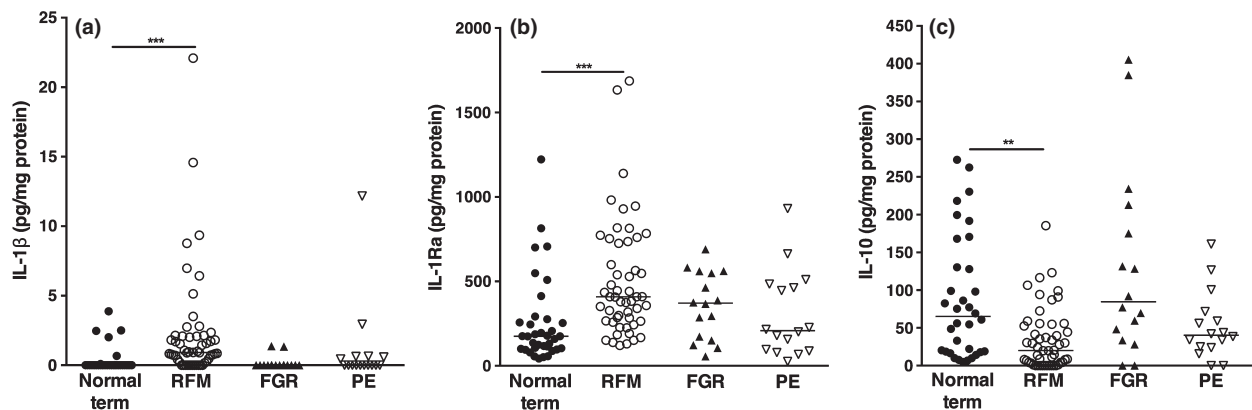 (a)
***
IL-1β (pg/mg protein)
25
20
15
10
5
0
Normal term
RFM
FGR
PE
(b)
***
IL-1Ra (pg/mg protein)
2000
1500
1000
500
0
Normal term
RFM
FGR
PE
(c)
**
IL-10 (pg/mg protein)
450
400
350
300
250
200
150
100
50
0
Normal term
RFM
FGR
PE